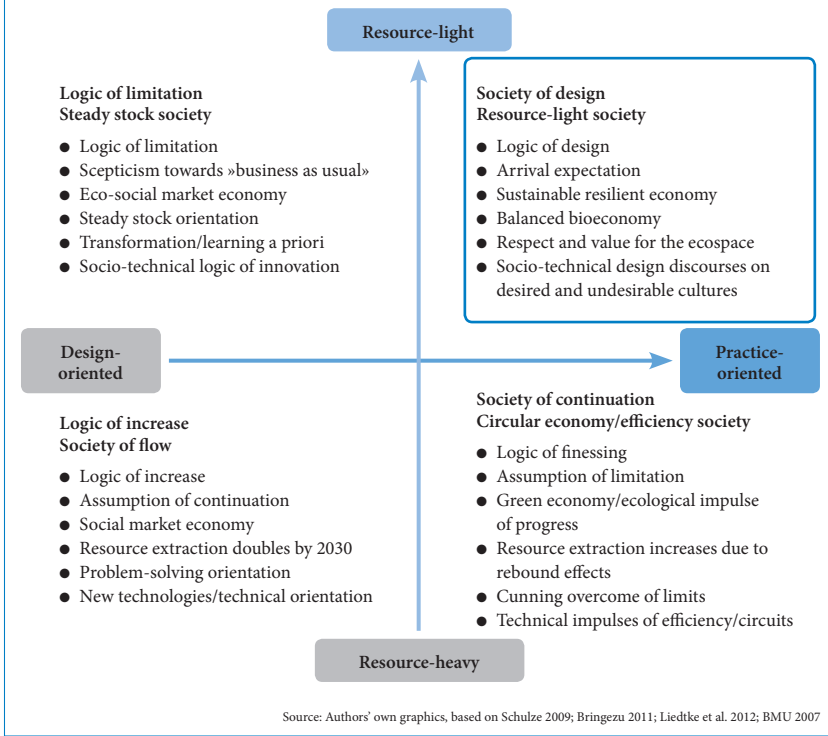 Resource-light
Logic of limitation
Steady stock society
● Logic of limitation
● Scepticism towards »business as usual»
● Eco-social market economy
● Steady stock orientation
● Transformation/learning a priori
● Socio-technical logic of innovation
Society of design
Resource-light society
● Logic of design
● Arrival expectation
● Sustainable resilient economy
● Balanced bioeconomy
● Respect and value for the ecospace
● Socio-technical design discourses on
desired and undesirable cultures
Design-
oriented
Practice-
oriented
Logic of increase
Society of flow
● Logic of increase
● Assumption of continuation
● Social market economy
● Resource extraction doubles by 2030
● Problem-solving orientation
● New technologies/technical orientation
Society of continuation
Circular economy/efficiency society
● Logic of finessing
● Assumption of limitation
● Green economy/ecological impulse
of progress
● Resource extraction increases due to
rebound effects
● Cunning overcome of limits
● Technical impulses of efficiency/circuits
Resource-heavy
Source: Authors' own graphics, based on Schulze 2009; Bringezu 2011; Liedtke et al. 2012; BMU 2007